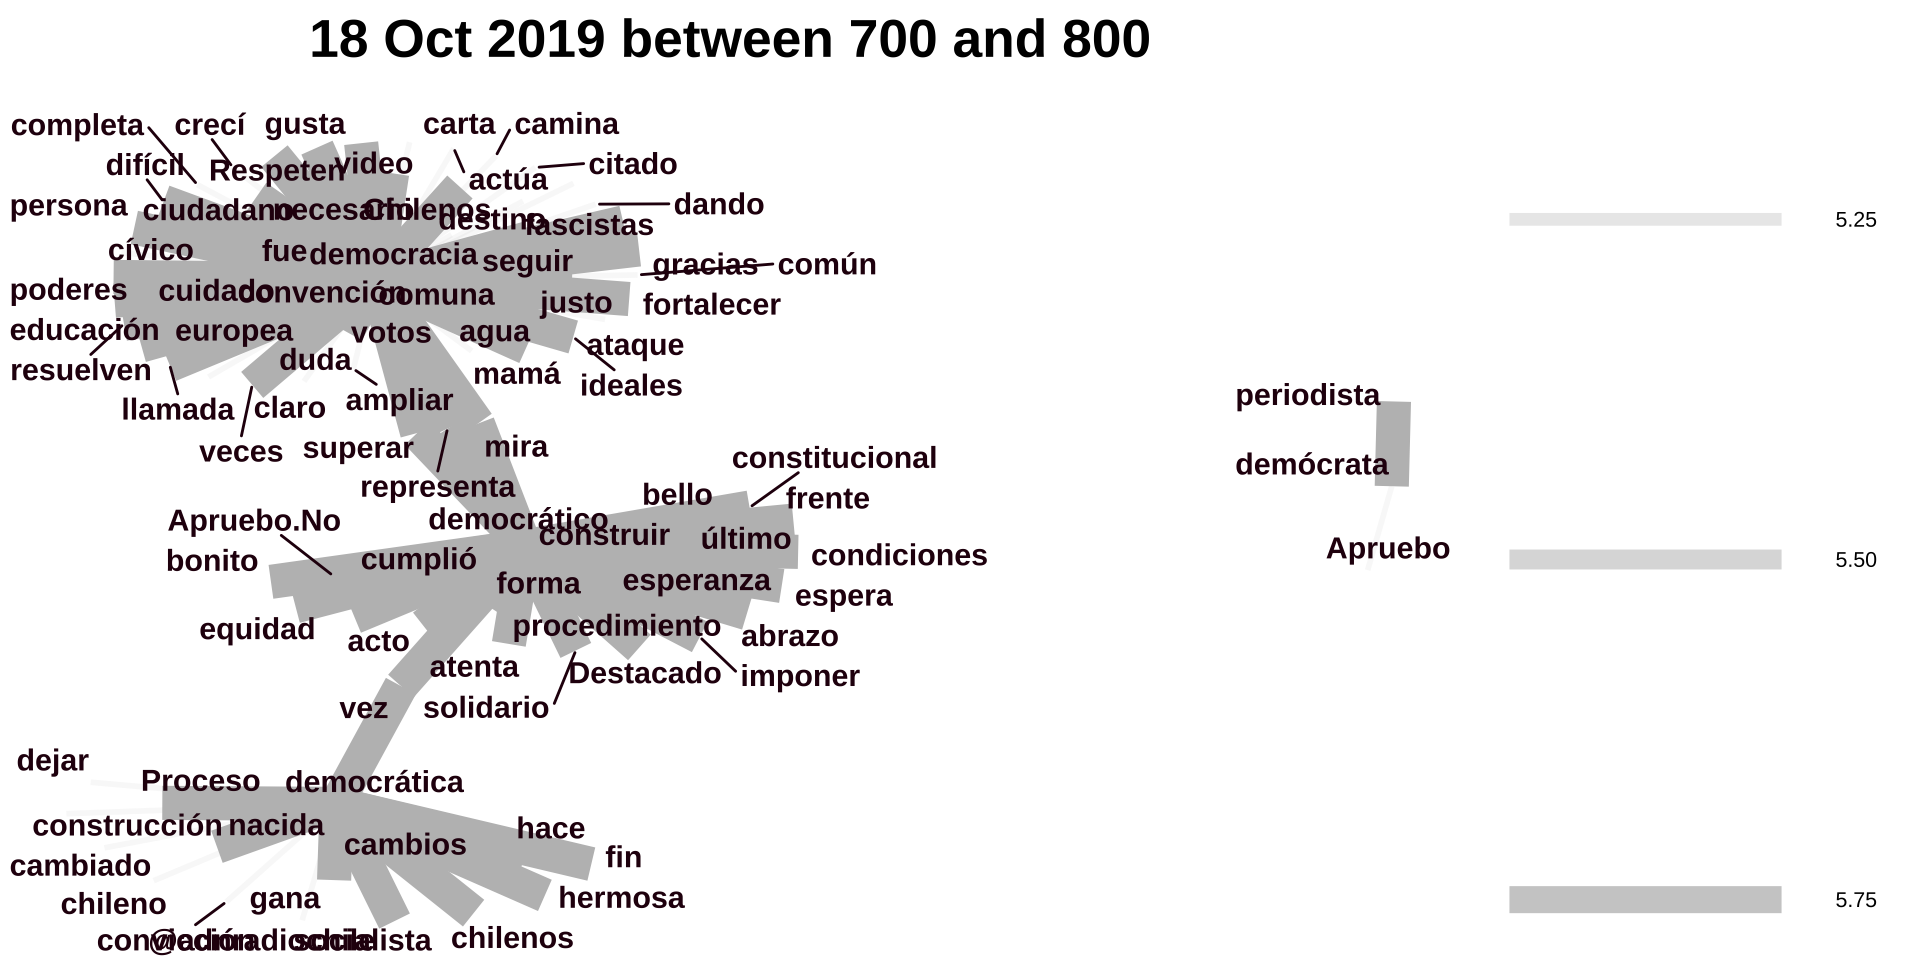 18 Oct 2019 between 700 and 800
completa crecí gusta carta camina
difícil Respeten video actúa citado
persona ciudadano necesario Chilenos destino dando
fascistas
cívico fue democracia seguir gracias común
poderes cuidado convención comuna justo fortalecer
educación europea votos agua ataque
resuelven duda mamá ideales
llamada claro ampliar
veces superar mira
representa
constitucional
bello frente
Apruebo.No democrático construir último
bonito cumplió condiciones
forma esperanza espera
equidad acto procedimiento abrazo
atenta Destacado imponer
vez solidario
dejar
Proceso democrática
construcción nacida cambios hace
cambiado fin
chileno gana hermosa
chilenos
periodista
demócrata
Apruebo
5.25
5.50
5.75